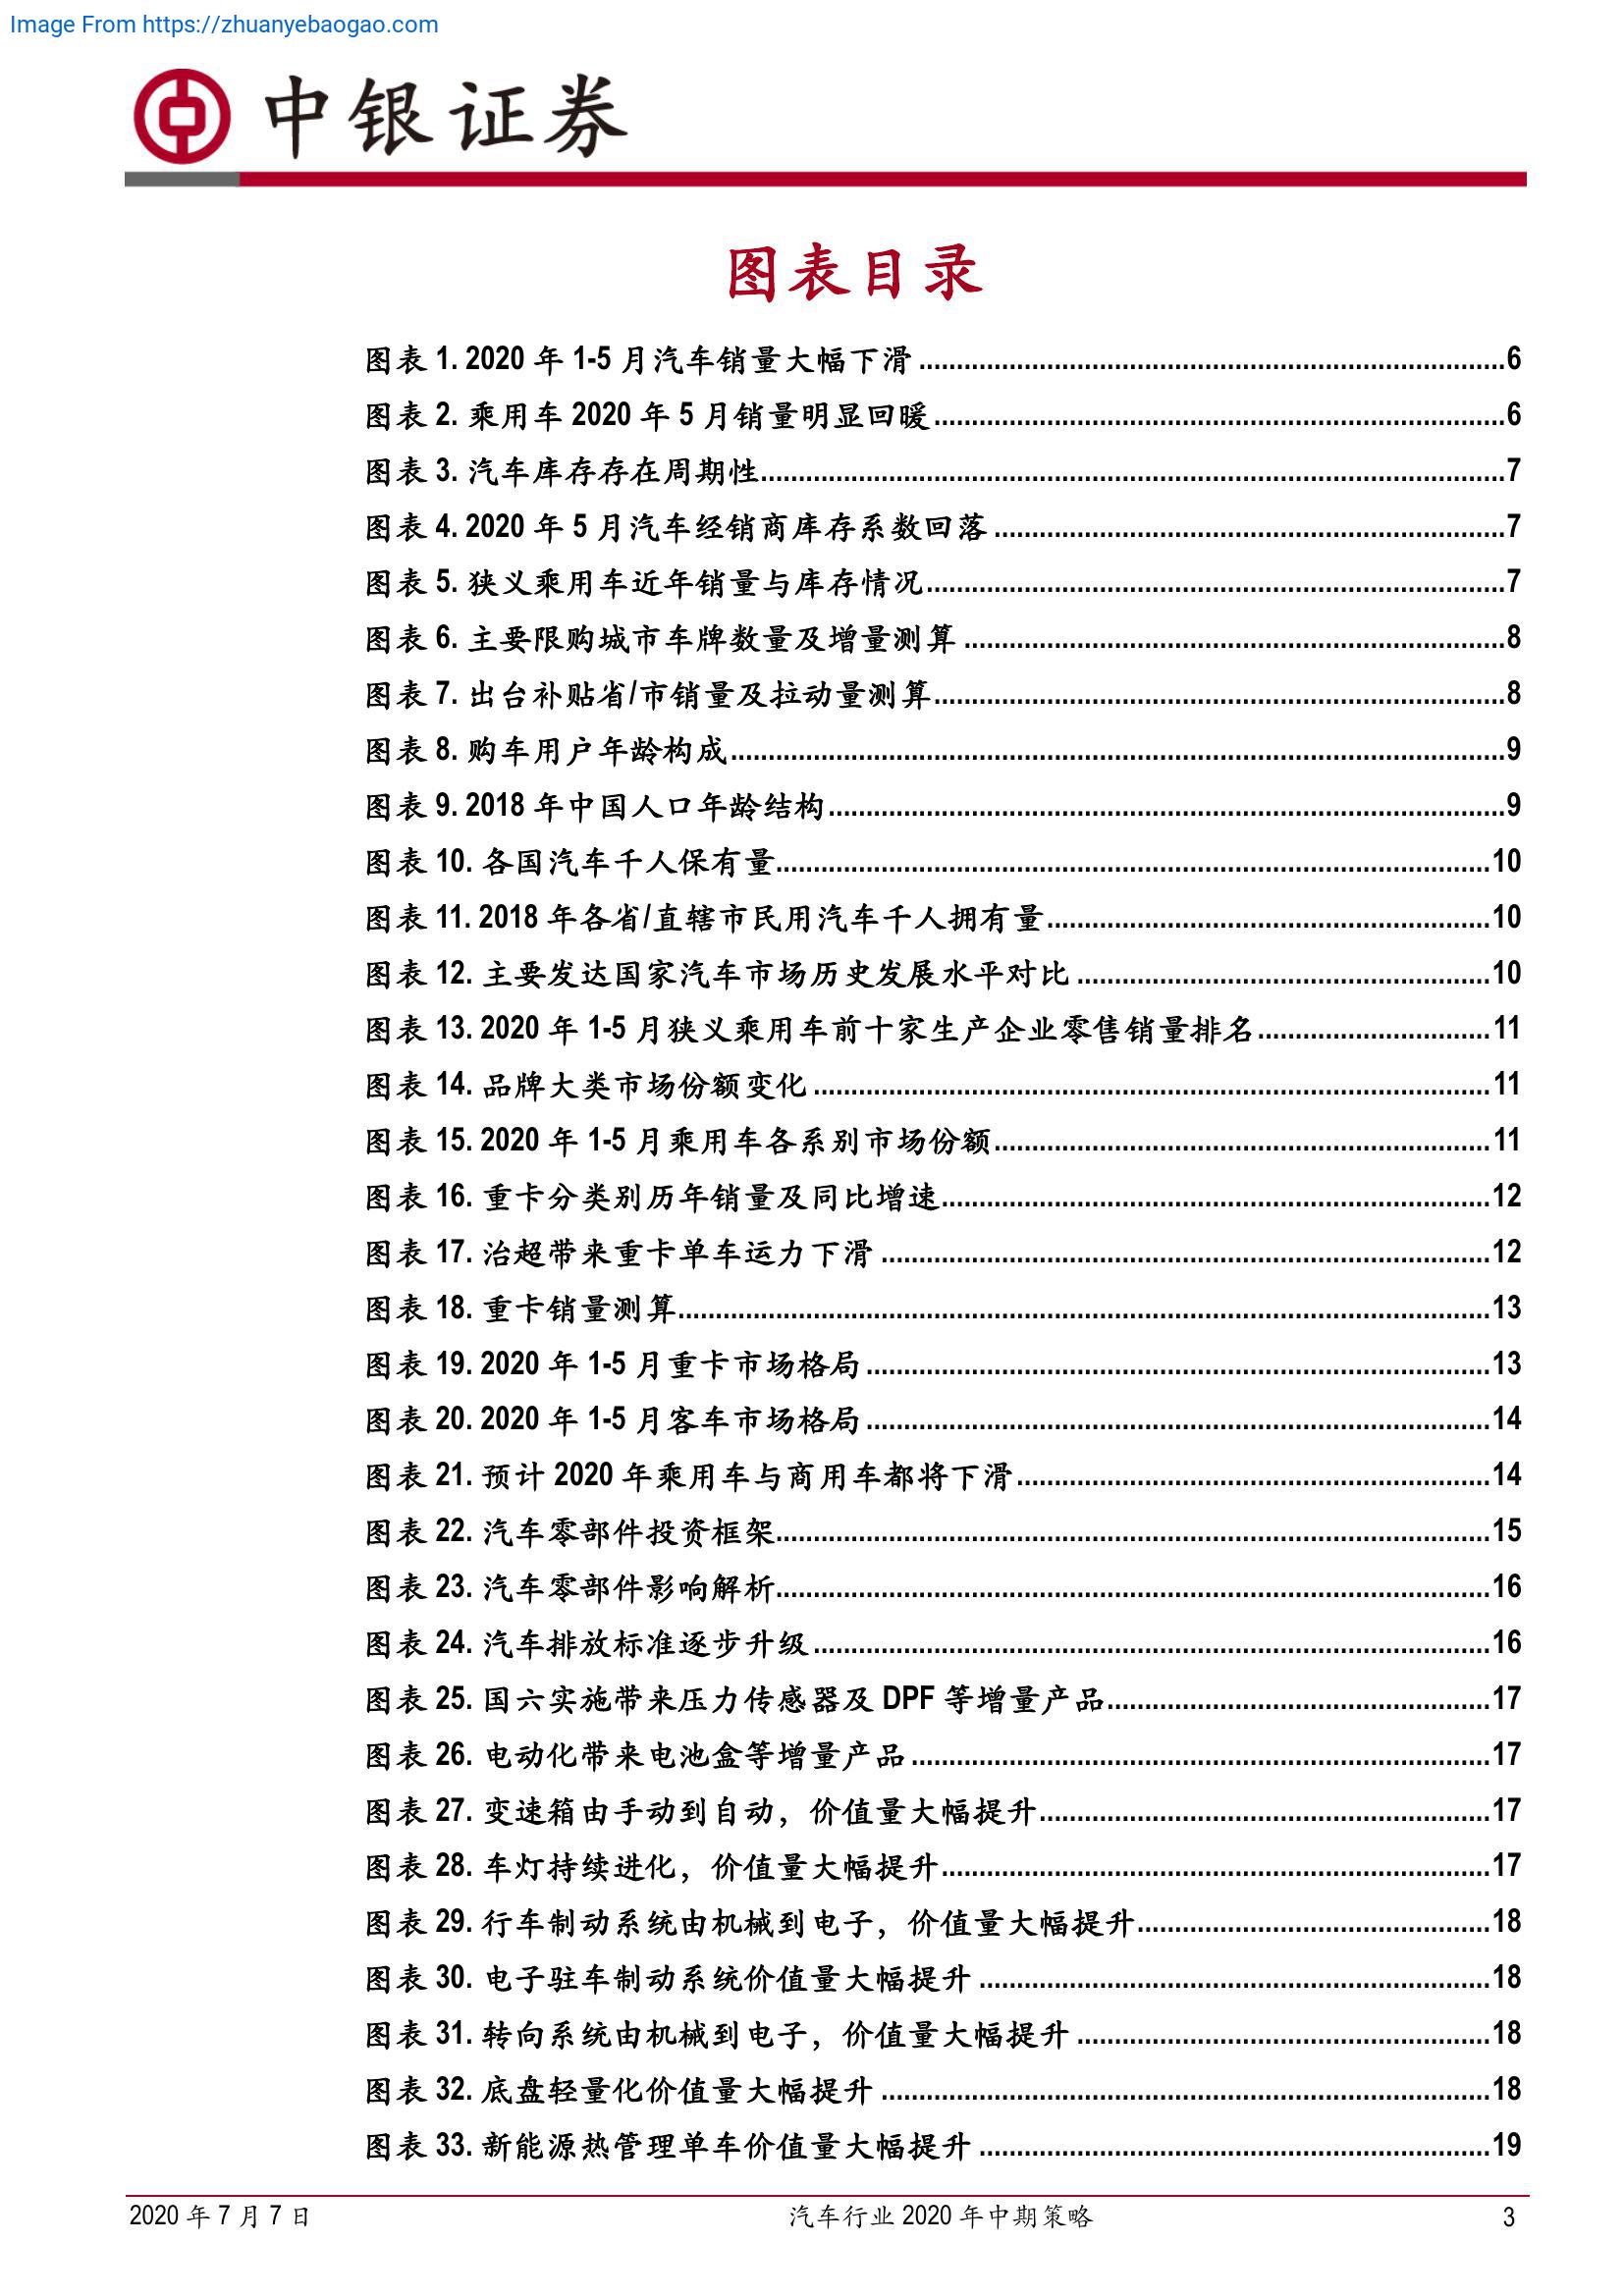 Image From https://zhuanyebaogao.com
中银证券
图表目录
图表 1. 2020 年 1-5 月汽车销量大幅下滑 ........................................ 6
图表 2. 乘用车 2020 年 5 月销量明显回暖 ........................................ 6
图表 3. 汽车库存存在周期性 ........................................ 7
图表 4. 2020 年 5 月汽车经销商库存系数回落 ........................................ 7
图表 5. 狭义乘用车近年销量与库存情况 ........................................ 7
图表 6. 主要限购城市车牌数量及增量测算 ........................................ 8
图表 7. 出台补贴省/市销量及拉动量测算 ........................................ 8
图表 8. 购车用户年龄构成 ........................................ 9
图表 9. 2018 年中国人口年龄结构 ........................................ 9
图表 10. 各国汽车千人保有量 ........................................ 10
图表 11. 2018 年各省/直辖市民用汽车千人拥有量 ........................................ 10
图表 12. 主要发达国家汽车市场历史发展水平对比 ........................................ 10
图表 13. 2020 年 1-5 月狭义乘用车前十家生产企业零售销量排名 ........................................ 11
图表 14. 品牌大类市场份额变化 ........................................ 11
图表 15. 2020 年 1-5 月乘用车各系别市场份额 ........................................ 11
图表 16. 重卡分类别历年销量及同比增速 ........................................ 12
图表 17. 治超带来重卡单车运力下滑 ........................................ 12
图表 18. 重卡销量测算 ........................................ 13
图表 19. 2020 年 1-5 月重卡市场格局 ........................................ 13
图表 20. 2020 年 1-5 月客车市场格局 ........................................ 14
图表 21. 预计 2020 年乘用车与商用车都将下滑 ........................................ 14
图表 22. 汽车零部件投资框架 ........................................ 15
图表 23. 汽车零部件影响解析 ........................................ 16
图表 24. 汽车排放标准逐步升级 ........................................ 16
图表 25. 国六实施带来压力传感器及 DPF 等增量产品 ........................................ 17
图表 26. 电动化带来电池盒等增量产品 ........................................ 17
图表 27. 变速箱由手动到自动，价值量大幅提升 ........................................ 17
图表 28. 车灯持续进化，价值量大幅提升 ........................................ 17
图表 29. 行车制动系统由机械到电子，价值量大幅提升 ........................................ 18
图表 30. 电子驻车制动系统价值量大幅提升 ........................................ 18
图表 31. 转向系统由机械到电子，价值量大幅提升 ........................................ 18
图表 32. 底盘轻量化价值量大幅提升 ........................................ 18
图表 33. 新能源热管理单车价值量大幅提升 ........................................ 19
2020 年 7 月 7 日 汽车行业 2020 年中期策略 3